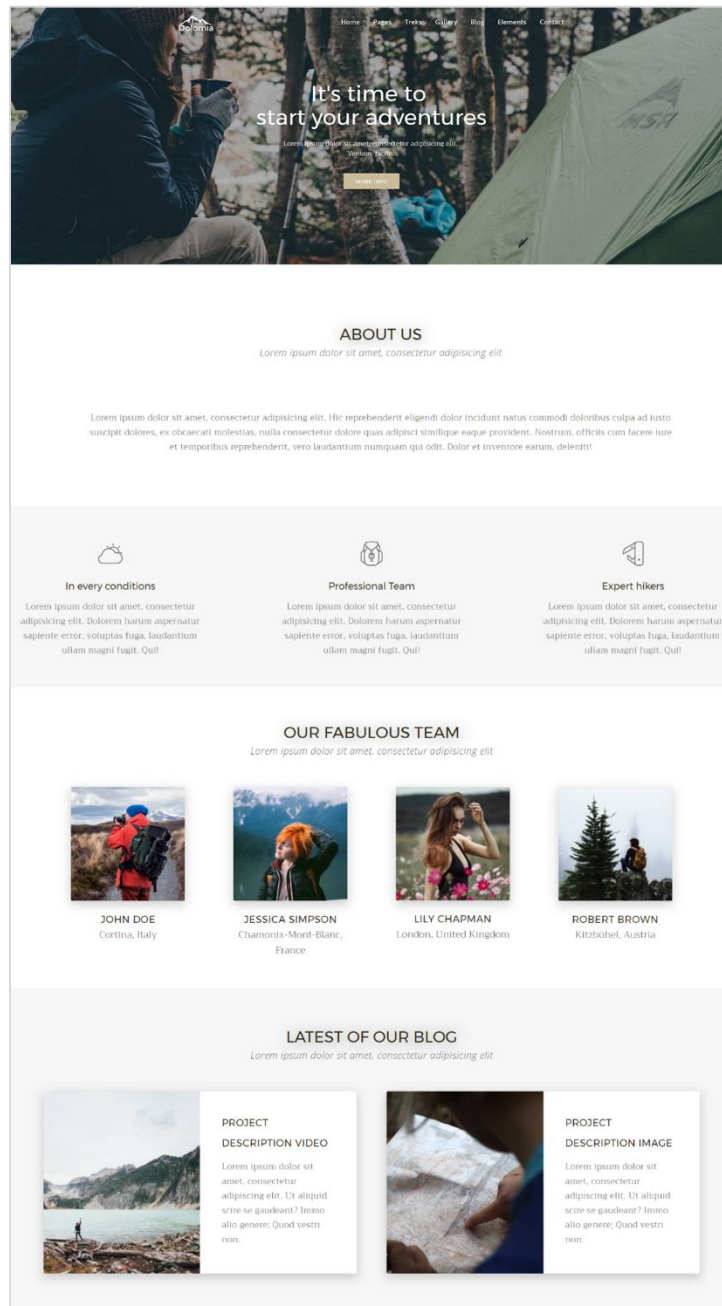 Dolomia
Home Pages Treks Gallery Blog Elements Contact
It's time to
start your adventures
Lorem ipsum dolor sit amet, consectetur adipisicing elit.
Veniam, facilis.
MORE INFO
MSR
ABOUT US
Lorem ipsum dolor sit amet, consectetur adipisicing elit
Lorem ipsum dolor sit amet, consectetur adipisicing elit. Hic reprehenderit eligendi dolor incidunt natus commodi doloribus culpa ad iusto
suscipit dolores, ex obcaecati molestias, nulla consectetur dolore quas adipisci similique eaque provident. Nostrum, officiis cum facere iure
et temporibus reprehenderit, vero laudantium numquam qui odit. Dolor et inventore earum, deleniti!
In every conditions
Lorem ipsum dolor sit amet, consectetur
adipisicing elit. Dolorem harum aspernatur
sapiente error, voluptas fuga, laudantium
ullam magni fugit. Qui!
Professional Team
Lorem ipsum dolor sit amet, consectetur
adipisicing elit. Dolorem harum aspernatur
sapiente error, voluptas fuga, laudantium
ullam magni fugit. Qui!
Expert hikers
Lorem ipsum dolor sit amet, consectetur
adipisicing elit. Dolorem harum aspernatur
sapiente error, voluptas fuga, laudantium
ullam magni fugit. Qui!
OUR FABULOUS TEAM
Lorem ipsum dolor sit amet, consectetur adipisicing elit
JOHN DOE
Cortina, Italy
JESSICA SIMPSON
Chamonix-Mont-Blanc,
France
LILY CHAPMAN
London, United Kingdom
ROBERT BROWN
Kitzbühel, Austria
LATEST OF OUR BLOG
Lorem ipsum dolor sit amet, consectetur adipisicing elit
PROJECT
DESCRIPTION VIDEO
Lorem ipsum dolor sit
amet, consectetur
adipiscing elit. Ut aliquid
scire se gaudeant? Immo
alio genere; Quod vestri
non.
PROJECT
DESCRIPTION IMAGE
Lorem ipsum dolor sit
amet, consectetur
adipiscing elit. Ut aliquid
scire se gaudeant? Immo
alio genere; Quod vestri
non.